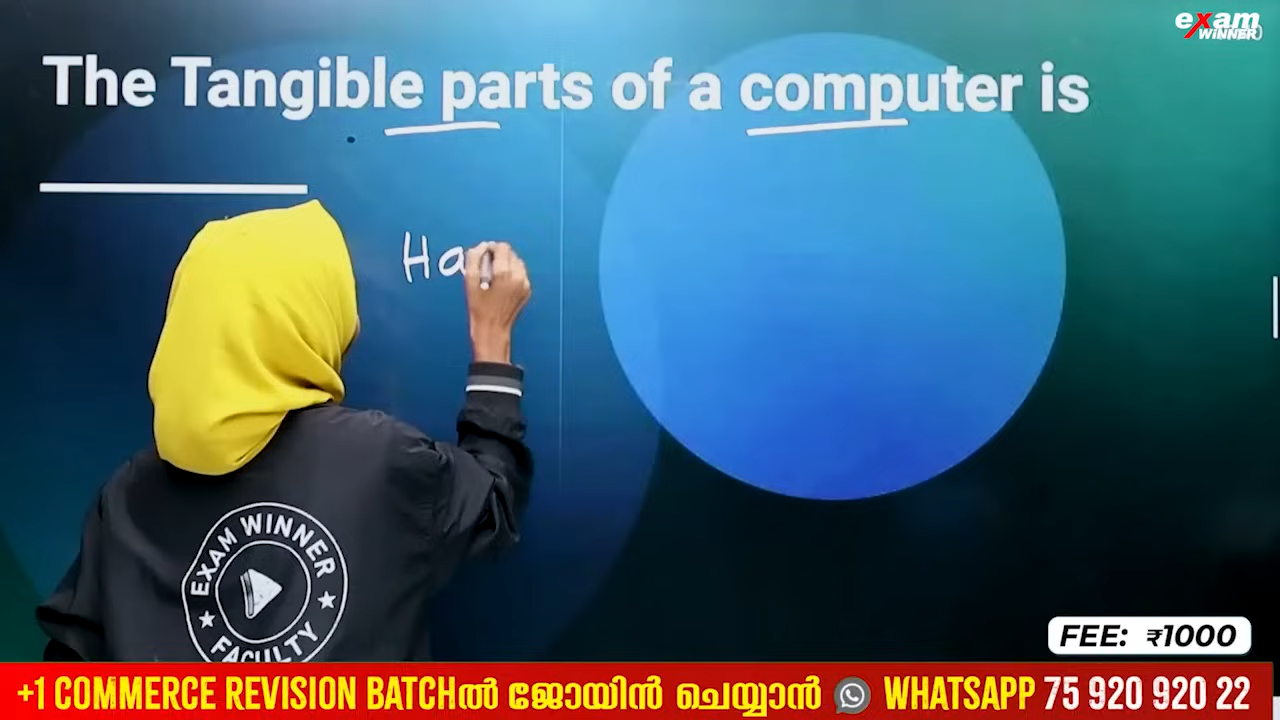 exam
WINNER
The Tangible parts of a computer is
Ha
EXAM WINNER
FACULTY
FEE: ₹1000
+1 COMMERCE REVISION BATCHൽ ജോയിൻ ചെയ്യാൻ WHATSAPP 75 920 920 22